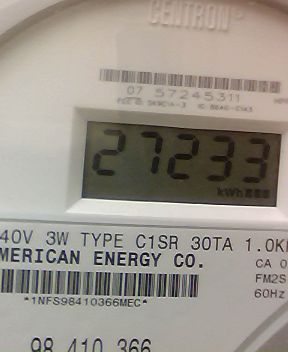 CENTRON
07 57245311
27233
kWh
40V 3W TYPE C1SR 30TA 1.0K
MERICAN ENERGY CO.
CA 0
FM2S
60Hz
*1NFS98410366MEC*
98 410 366